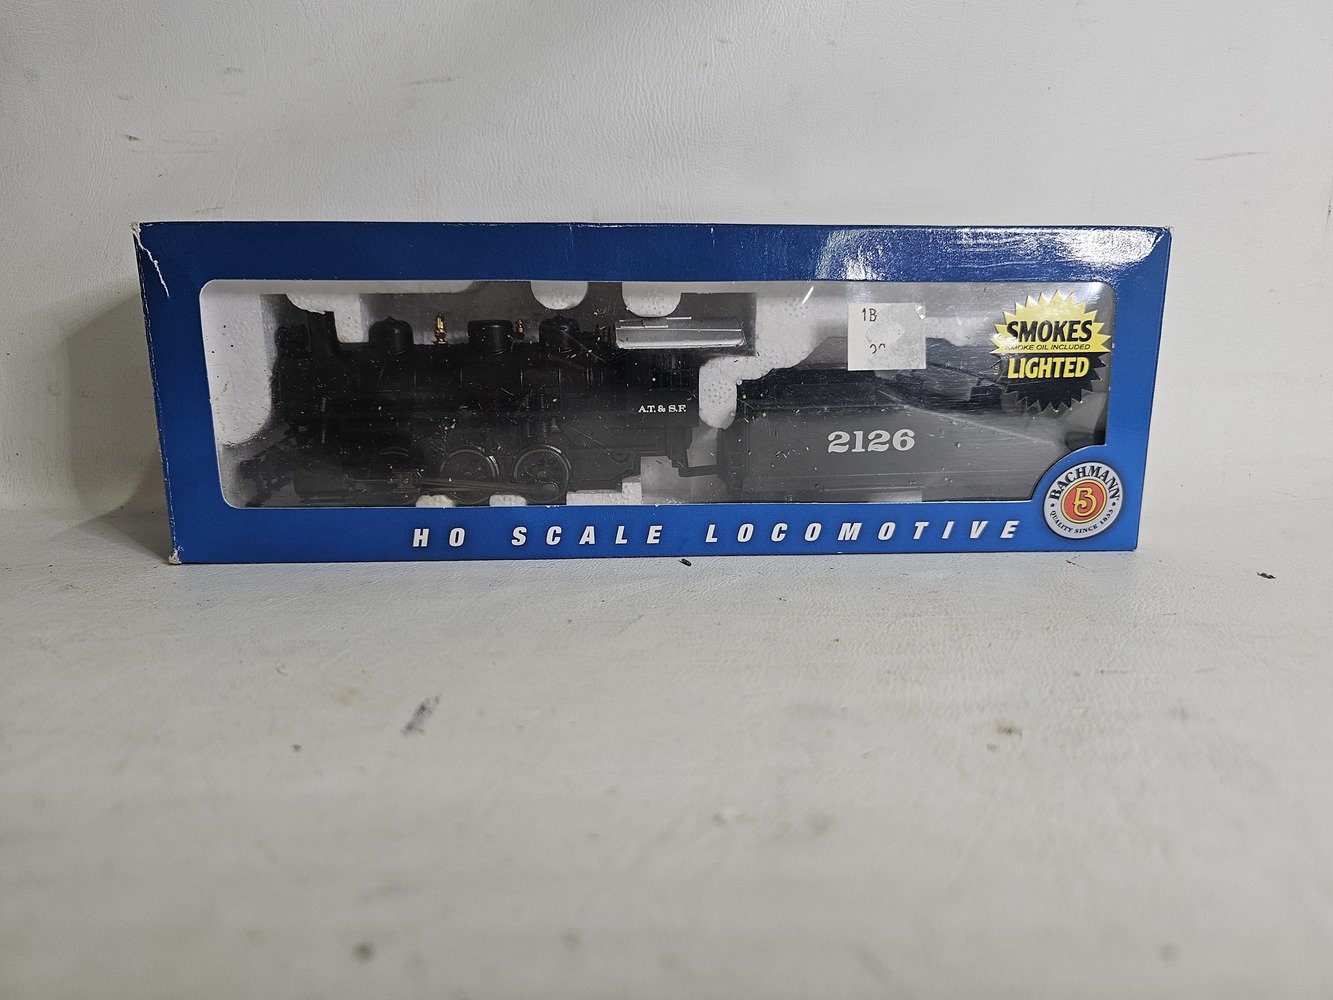 1B
SMOKES
SMOKE OIL INCLUDED
LIGHTED
A.T. & S.F.
2126
BACHMANN
B
QUALITY SINCE 1833
HO SCALE LOCOMOTIVE